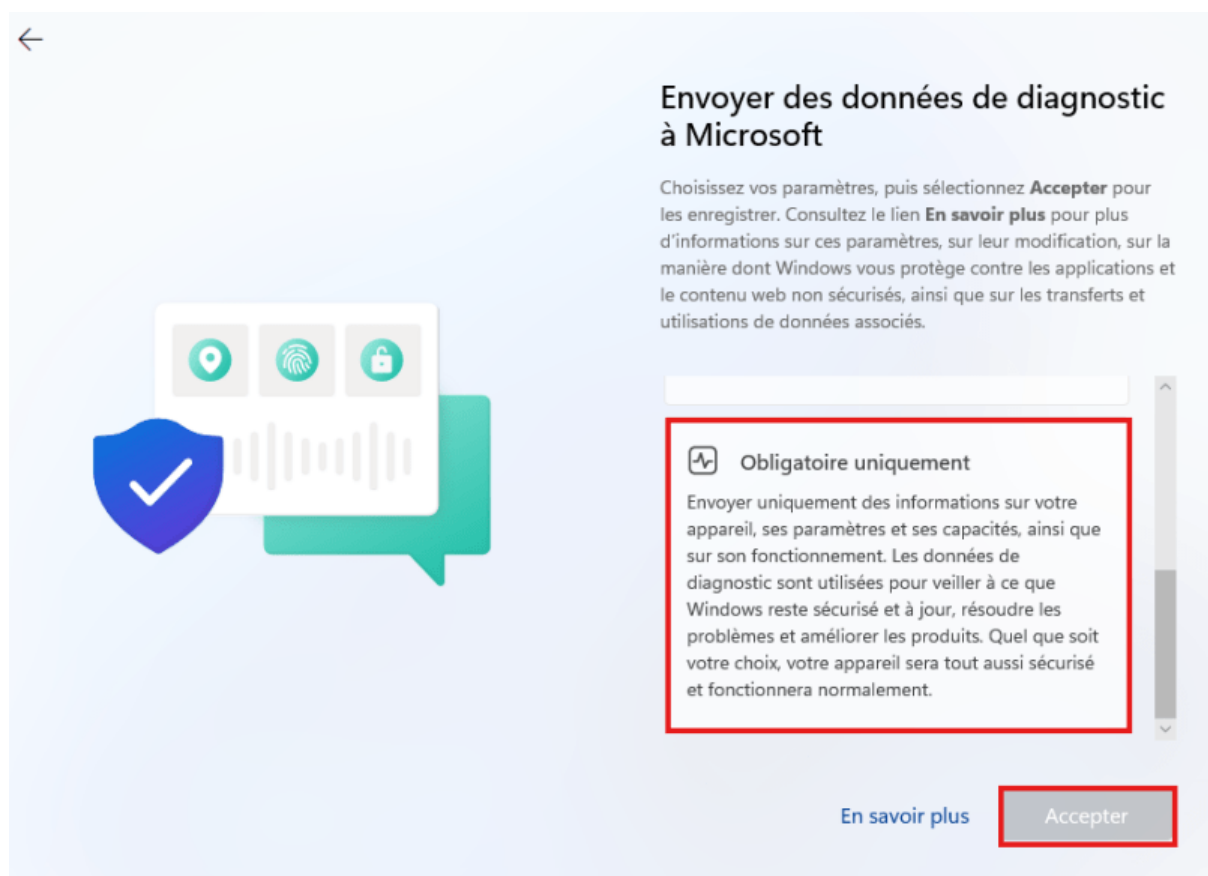 Envoyer des données de diagnostic
à Microsoft
Choisissez vos paramètres, puis sélectionnez Accepter pour
les enregistrer. Consultez le lien En savoir plus pour plus
d'informations sur ces paramètres, sur leur modification, sur la
manière dont Windows vous protège contre les applications et
le contenu web non sécurisés, ainsi que sur les transferts et
utilisations de données associés.
Obligatoire uniquement
Envoyer uniquement des informations sur votre
appareil, ses paramètres et ses capacités, ainsi que
sur son fonctionnement. Les données de
diagnostic sont utilisées pour veiller à ce que
Windows reste sécurisé et à jour, résoudre les
problèmes et améliorer les produits. Quel que soit
votre choix, votre appareil sera tout aussi sécurisé
et fonctionnera normalement.
En savoir plus
Accepter